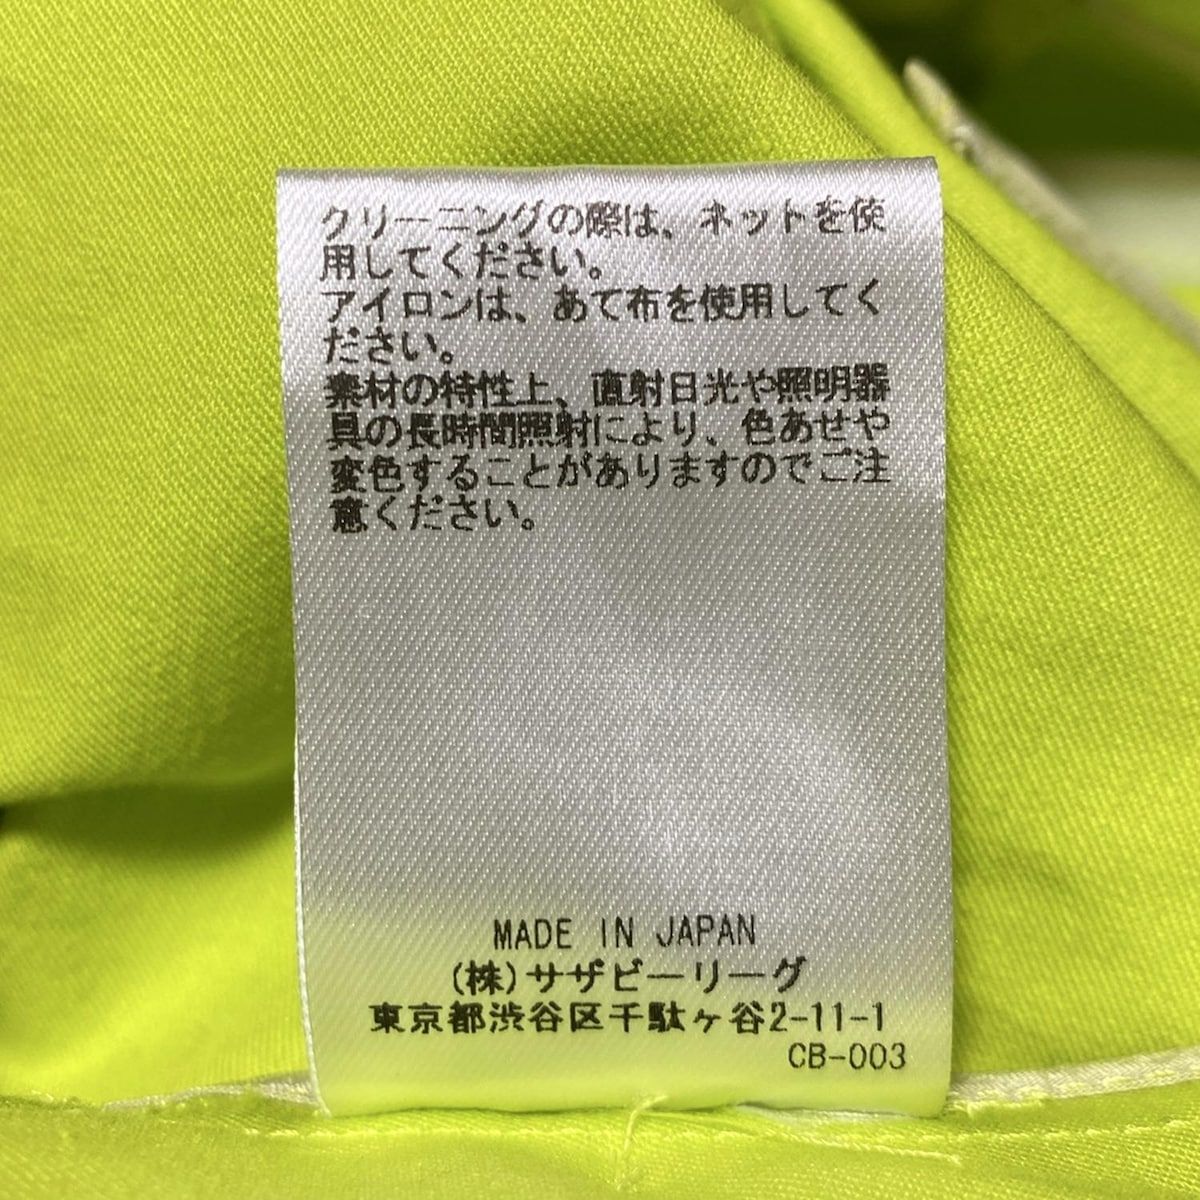 クリーニングの際は、ネットを使
用してください。
アイロンは、あて布を使用してく
ださい。
素材の特性上、直射日光や照明器
具の長時間照射により、色あせや
変色することがありますのでご注
意ください。
MADE IN JAPAN
(株)サザビーリーグ
東京都渋谷区千駄ヶ谷2-11-1
CB-003